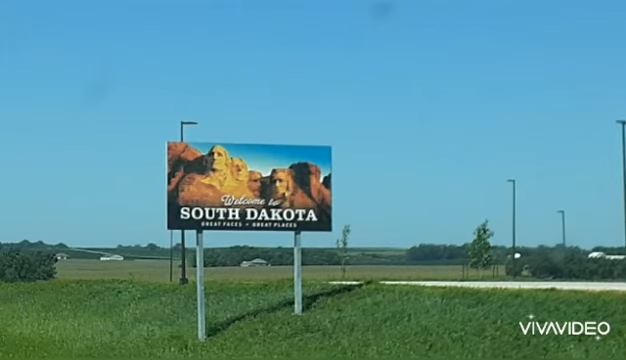 Welcome to
SOUTH DAKOTA
GREAT FACES • GREAT PLACES
VIVAVIDEO